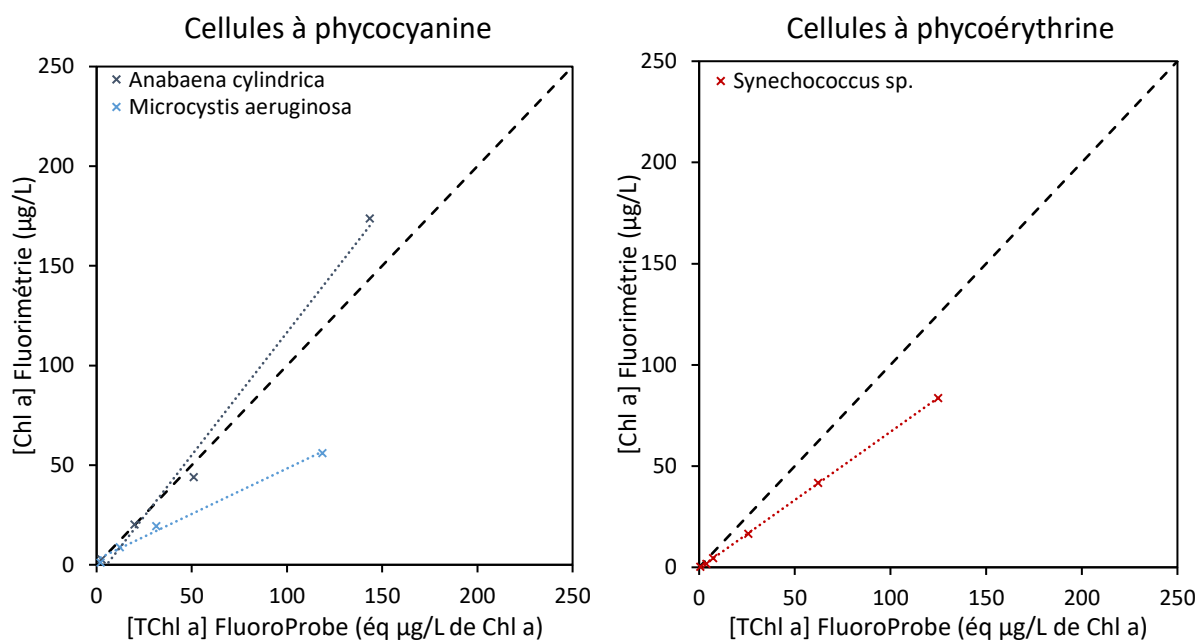 Cellules à phycocyanine
Anabaena cylindrica
Microcystis aeruginosa
[Chl a] Fluorimétrie (µg/L)
250
200
150
100
50
0
0 50 100 150 200 250
[TChl a] FluoroProbe (éq µg/L de Chl a)
Cellules à phycoérythrine
Synechococcus sp.
[Chl a] Fluorimétrie (µg/L)
250
200
150
100
50
0
0 50 100 150 200 250
[TChl a] FluoroProbe (éq µg/L de Chl a)